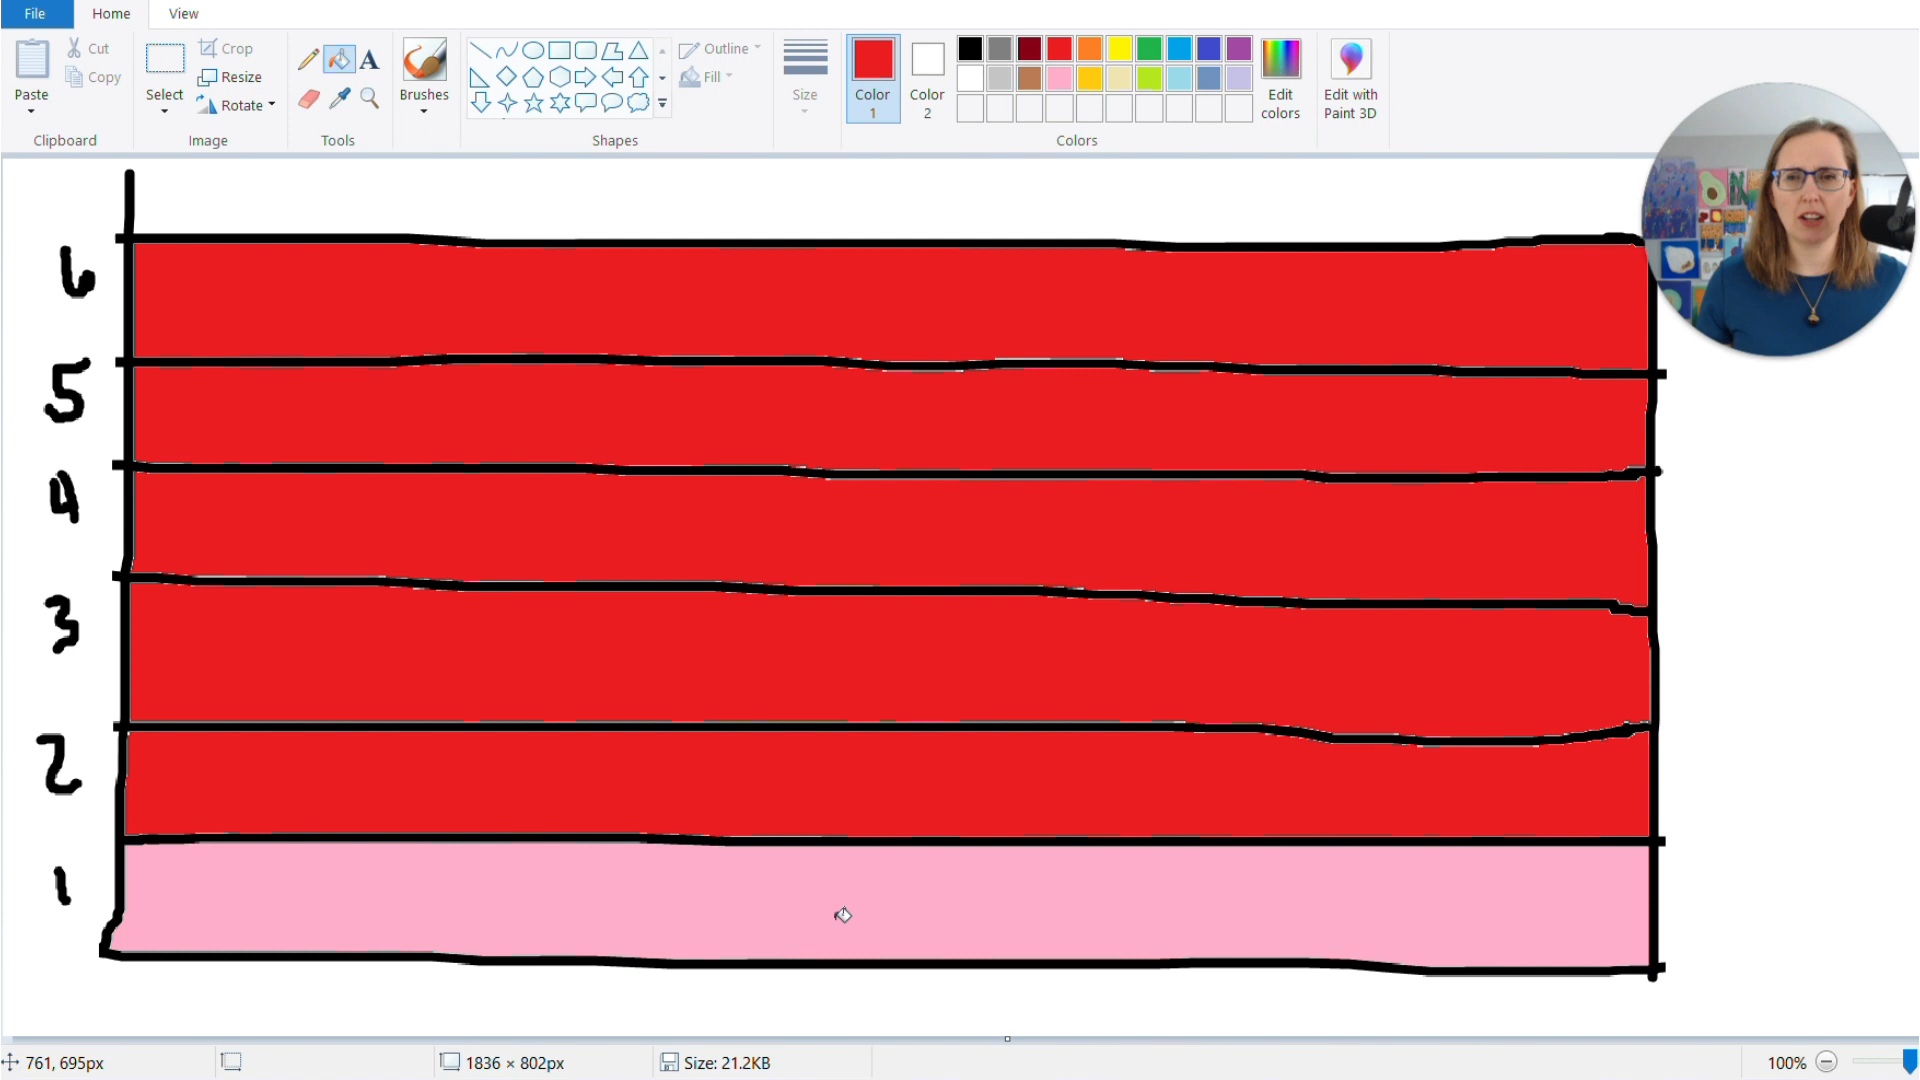 File Home View
Paste Cut Copy Select Crop Resize Rotate Brushes Outline Fill Size Color 1 Color 2 Edit colors Edit with Paint 3D
A
Clipboard Image Tools Shapes Colors
6
5
4
3
2
1
761, 695px 1836 × 802px Size: 21.2KB 100%